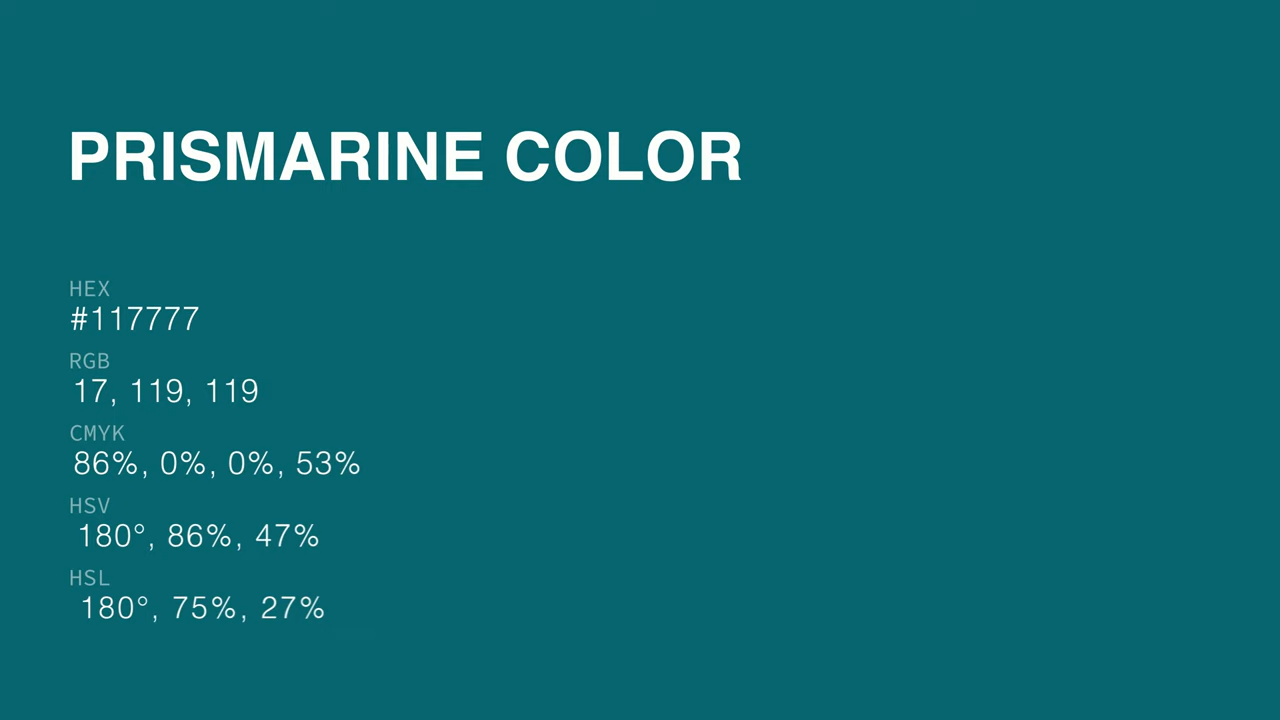 PRISMARINE COLOR
HEX
#117777
RGB
17, 119, 119
CMYK
86%, 0%, 0%, 53%
HSV
180°, 86%, 47%
HSL
180°, 75%, 27%